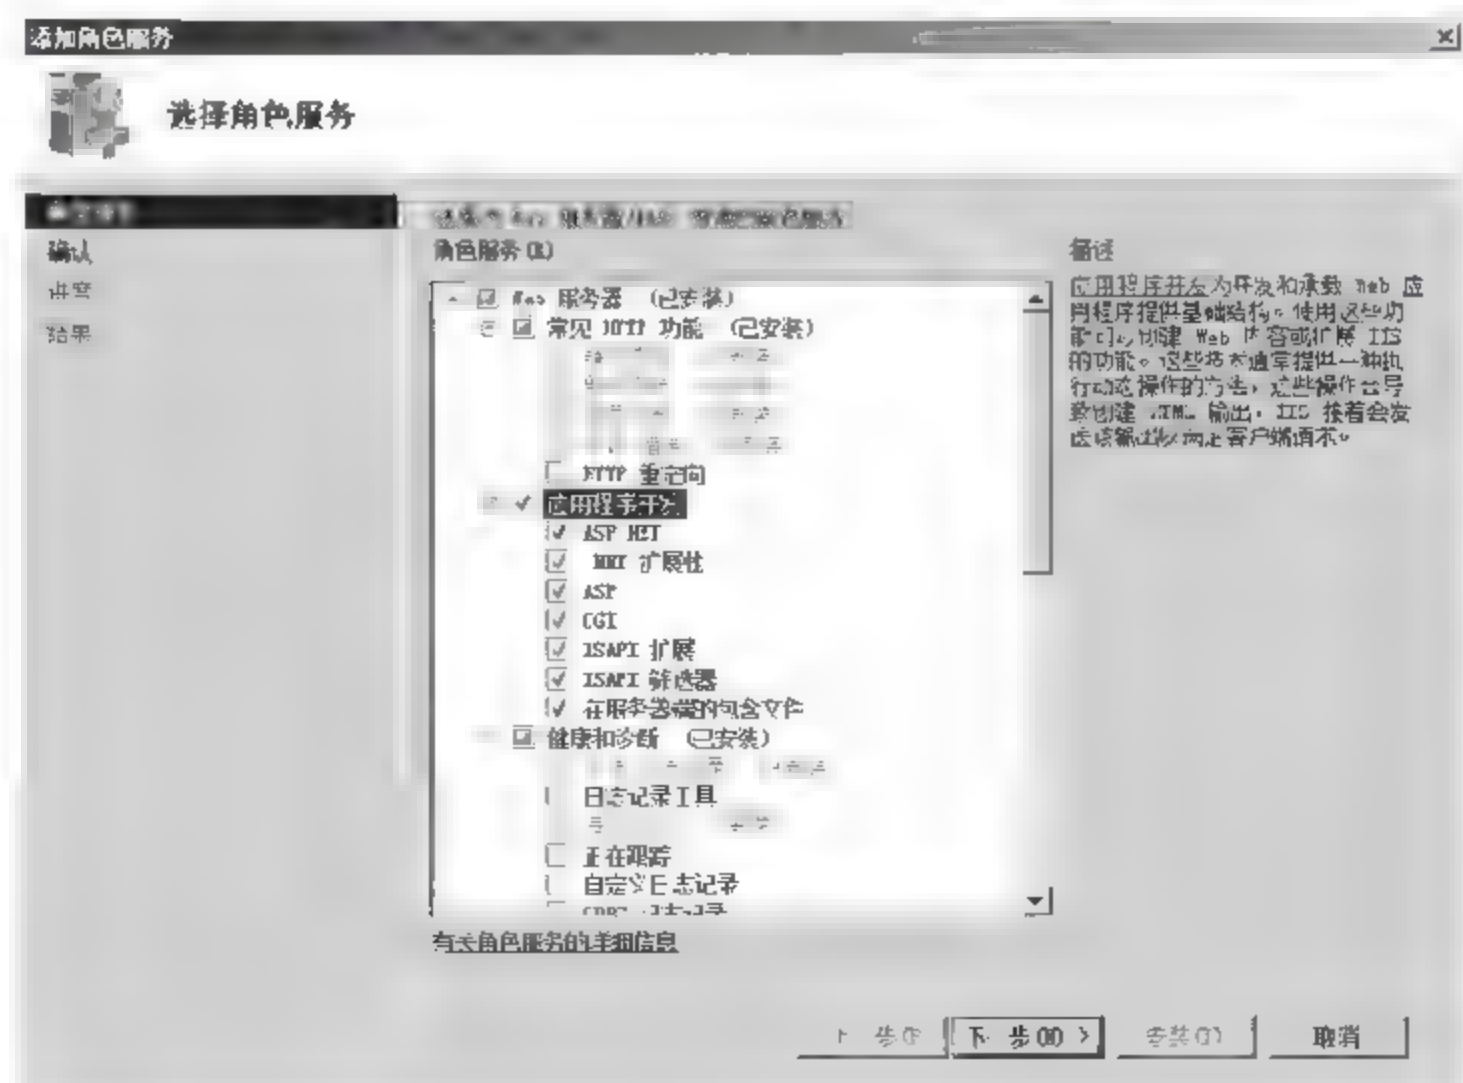 添加角色服务
选择角色服务
角色服务
确认
进度
结果
角色服务(R)
Web 服务器 (已安装)
常见 HTTP 功能 (已安装)
HTTP 重定向
应用程序开发
ASP.NET
.NET 扩展性
ASP
CGI
ISAPI 扩展
ISAPI 筛选器
在服务器端的包含文件
健康和诊断 (已安装)
日志记录工具
正在跟踪
自定义日志记录
ODBC 日志记录
有关角色服务的详细信息
描述
应用程序开发为开发和承载 Web 应
用程序提供基础结构。使用这些功
能可以创建 Web 内容或扩展 IIS
的功能。这些技术通常提供一种执
行动态操作的方法，这些操作会导
致创建 HTML 输出，IIS 接着会发
送该输出以满足客户端请求。
上一步(P)
下一步(N) >
安装(I)
取消